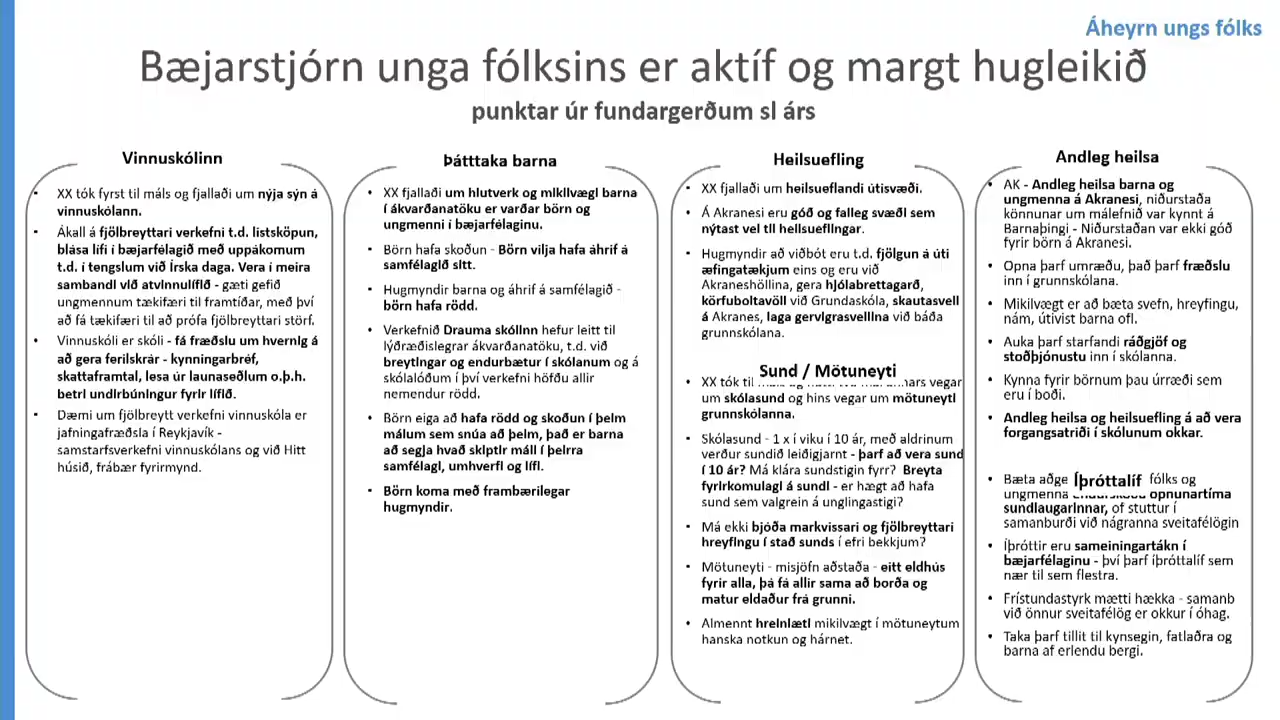 Áheyrn ungs fólks
Bæjarstjórn unga fólksins er aktíf og margt hugleikið
punktar úr fundargerðum sl árs
Vinnuskólinn
• XX tók fyrst til máls og fjallaði um nýja sýn á
vinnuskólann.
• Ákall á fjölbreyttari verkefni t.d. listsköpun,
blása lífi í bæjarfélagið með uppákomum
t.d. í tengslum við Írska daga. Vera í meira
sambandi við atvinnulífið - gæti gefið
ungmennum tækifæri til framtíðar, með því
að fá tækifæri til að prófa fjölbreyttari störf.
• Vinnuskóli er skóli - fá fræðslu um hvernig á
að gera ferilskrár - kynningarbréf,
skattaframtal, lesa úr launaseðlum o.þ.h.
betri undirbúningur fyrir lífið.
• Dæmi um fjölbreytt verkefni vinnuskóla er
jafningafræðsla í Reykjavík -
samstarfsverkefni vinnuskólans og við Hitt
húsið, frábær fyrirmynd.
Þátttaka barna
• XX fjallaði um hlutverk og mikilvægi barna
í ákvarðanatöku er varðar börn og
ungmenni í bæjarfélaginu.
• Börn hafa skoðun - Börn vilja hafa áhrif á
samfélagið sitt.
• Hugmyndir barna og áhrif á samfélagið -
börn hafa rödd.
• Verkefnið Drauma skólinn hefur leitt til
lýðræðislegrar ákvarðanatöku, t.d. við
breytingar og endurbætur í skólanum og á
skólalóðum í því verkefni höfðu allir
nemendur rödd.
• Börn eiga að hafa rödd og skoðun í þeim
málum sem snúa að þeim, það er barna
að segja hvað skiptir máli í þeirra
samfélagi, umhverfi og lífi.
• Börn koma með frambærilegar
hugmyndir.
Heilsuefling
• XX fjallaði um heilsueflandi útisvæði.
• Á Akranesi eru góð og falleg svæði sem
nýtast vel til heilsueflingar.
• Hugmyndir að viðbót eru t.d. fjölgun á úti
æfingatækjum eins og eru við
Akraneshöllina, gera hjólabrettagarð,
körfuboltavöll við Grundaskóla, skautasvell
á Akranes, laga gervigrasvellina við báða
grunnskólana.
Sund / Mötuneyti
• XX tók til vegar
um skólasund og hins vegar um mötuneyti
grunnskólanna.
• Skólasund - 1 x í viku í 10 ár, með aldrinum
verður sundið leiðigjarnt - þarf að vera sund
í 10 ár? Má klára sundstigin fyrr? Breyta
fyrirkomulagi á sundi - er hægt að hafa
sund sem valgrein á unglingastigi?
• Má ekki bjóða markvissari og fjölbreyttari
hreyfingu í stað sunds í efri bekkjum?
• Mötuneyti - misjöfn aðstaða - eitt eldhús
fyrir alla, þá fá allir sama að borða og
matur eldaður frá grunni.
• Almennt hreinlæti mikilvægt í mötuneytum
hanska notkun og hárnet.
Andleg heilsa
• AK - Andleg heilsa barna og
ungmenna á Akranesi, niðurstaða
könnunar um málefnið var kynnt á
Barnaþingi - Niðurstaðan var ekki góð
fyrir börn á Akranesi.
• Opna þarf umræðu, það þarf fræðslu
inn í grunnskólana.
• Mikilvægt er að bæta svefn, hreyfingu,
nám, útivist barna ofl.
• Auka þarf starfandi ráðgjöf og
stoðþjónustu inn í skólanna.
• Kynna fyrir börnum þau úrræði sem
eru í boði.
• Andleg heilsa og heilsuefling á að vera
forgangsatriði í skólunum okkar.
Íþróttalíf
• Bæta aðge fólks og
ungmenna opnunartíma
sundlaugarinnar, of stuttur í
samanburði við nágranna sveitafélögin
• Íþróttir eru sameiningartákn í
bæjarfélaginu - því þarf íþróttalíf sem
nær til sem flestra.
• Frístundastyrk mætti hækka - samanb
við önnur sveitafélög er okkur í óhag.
• Taka þarf tillit til kynsegin, fatlaðra og
barna af erlendu bergi.